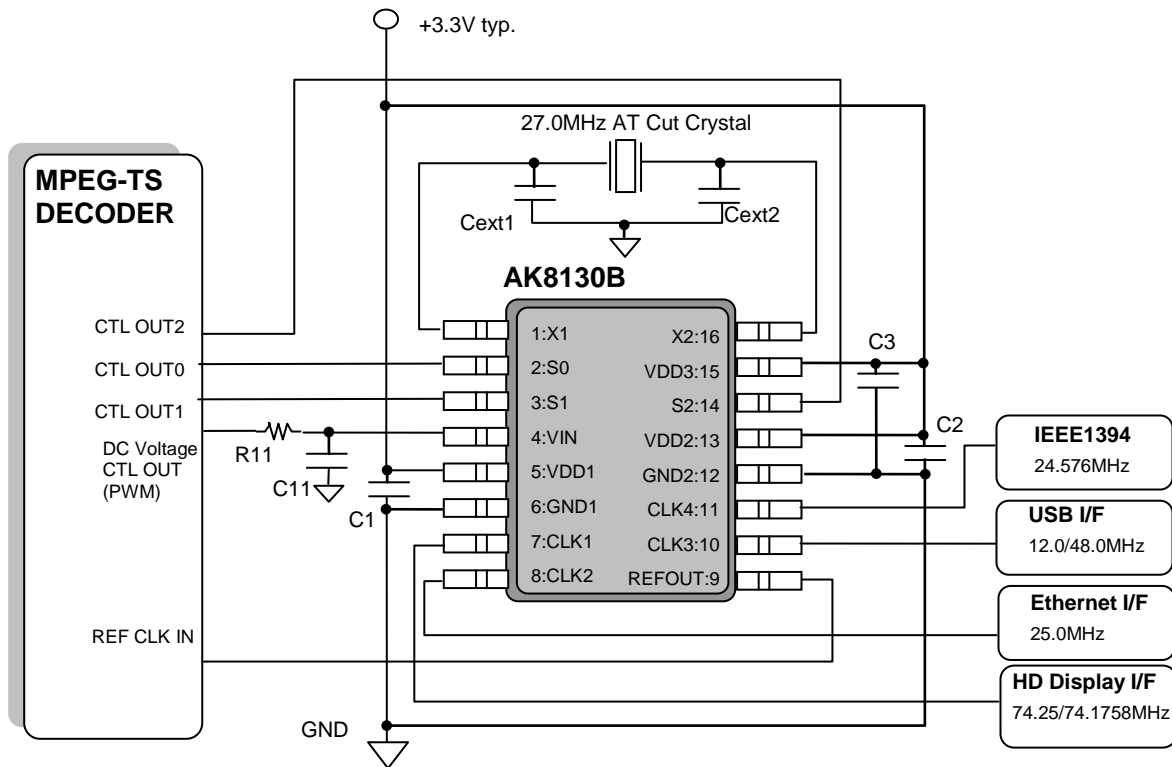 +3.3V typ.
27.0MHz AT Cut Crystal
MPEG-TS
DECODER
Cext1
Cext2
AK8130B
CTL OUT2
CTL OUT0
CTL OUT1
DC Voltage
CTL OUT
(PWM)
REF CLK IN
R11
C11
C1
1:X1
2:S0
3:S1
4:VIN
5:VDD1
6:GND1
7:CLK1
8:CLK2
X2:16
VDD3:15
S2:14
VDD2:13
GND2:12
CLK4:11
CLK3:10
REFOUT:9
C3
C2
IEEE1394
24.576MHz
USB I/F
12.0/48.0MHz
Ethernet I/F
25.0MHz
HD Display I/F
74.25/74.1758MHz
GND